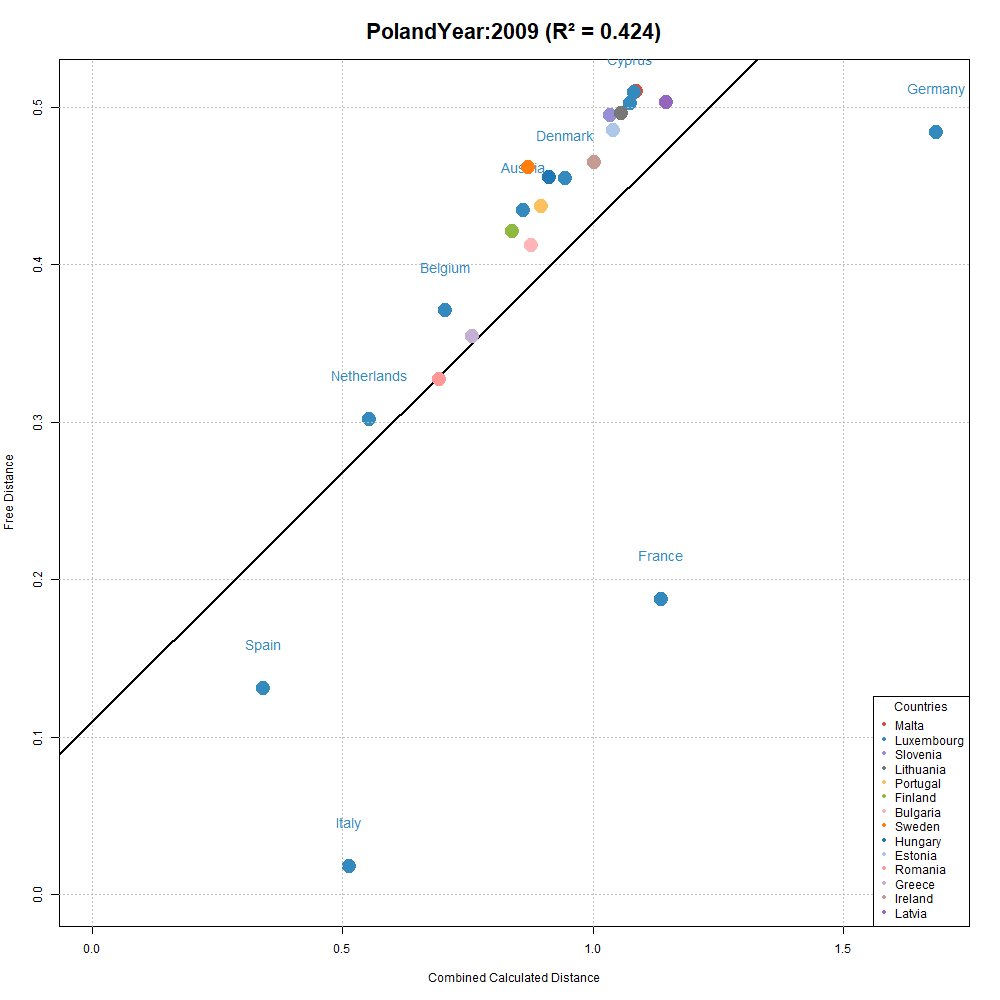 PolandYear:2009 (R² = 0.424)
Cyprus
Germany
Denmark
Austria
Belgium
Netherlands
France
Spain
Italy
0.5
0.4
0.3
0.2
0.1
0.0
Free Distance
0.0 0.5 1.0 1.5
Combined Calculated Distance
Countries
Malta
Luxembourg
Slovenia
Lithuania
Portugal
Finland
Bulgaria
Sweden
Hungary
Estonia
Romania
Greece
Ireland
Latvia